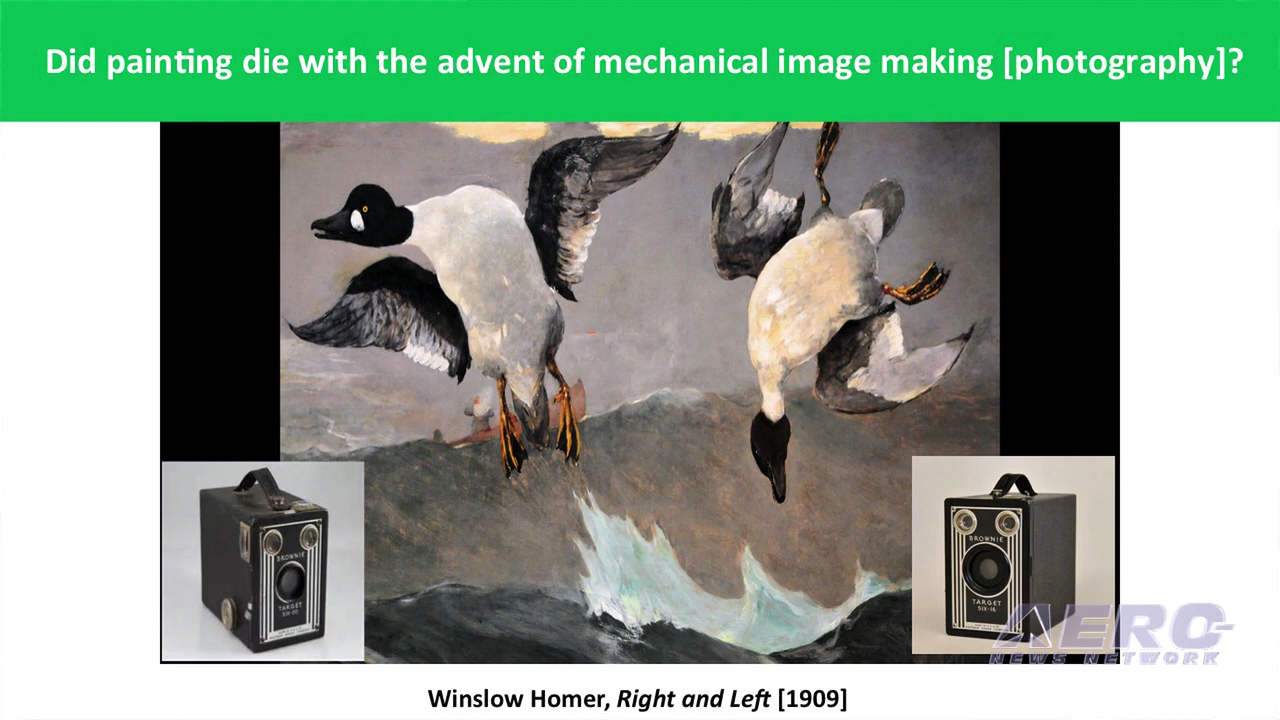 Did painting die with the advent of mechanical image making [photography]?
BROWNIE
TARGET
SIX-20
BROWNIE
TARGET
SIX-16
AERO
NEWS NETWORK
Winslow Homer, Right and Left [1909]